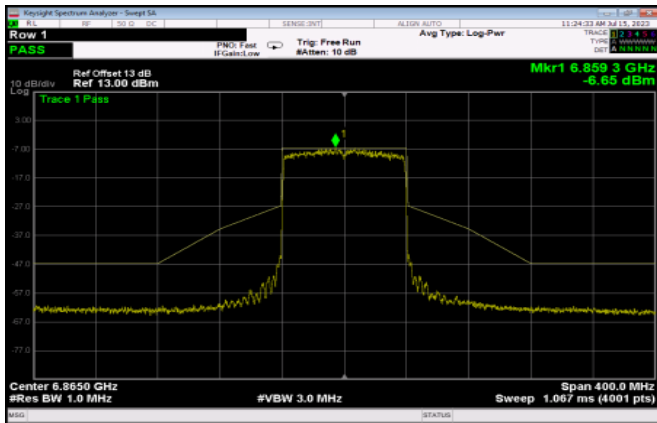 Keysight Spectrum Analyzer - Swept SA
RL RF 50 Ω DC SENSE:INT ALIGN AUTO 11:24:33 AM Jul 15, 2023
Row 1 PNO: Fast Trig: Free Run Avg Type: Log-Pwr TRACE 1 2 3 4 5 6
PASS IFGain:Low #Atten: 10 dB TYPE A WWWWW
DET A N N N N N
Ref Offset 13 dB Mkr1 6.859 3 GHz
10 dB/div Ref 13.00 dBm -6.65 dBm
Log Trace 1 Pass
3.00
1
-7.00
-17.0
-27.0
-37.0
-47.0
-57.0
-67.0
-77.0
Center 6.8650 GHz Span 400.0 MHz
#Res BW 1.0 MHz #VBW 3.0 MHz Sweep 1.067 ms (4001 pts)
MSG STATUS